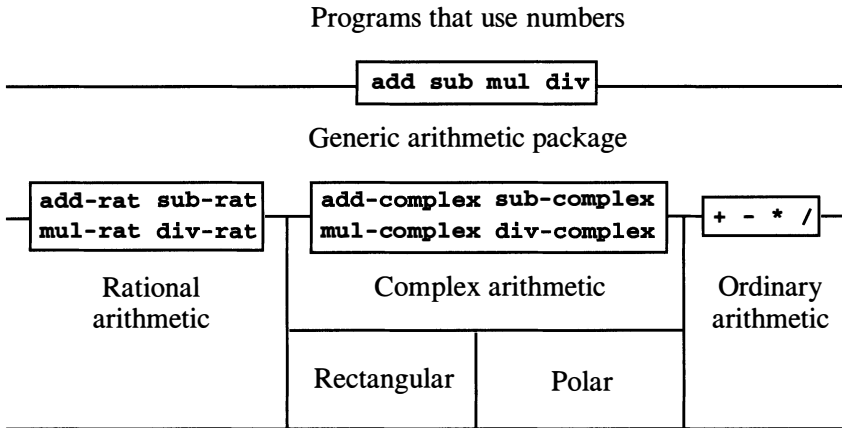 Programs that use numbers
add sub mul div
Generic arithmetic package
add-rat sub-rat
mul-rat div-rat
add-complex sub-complex
mul-complex div-complex
+ - * /
Rational
arithmetic
Complex arithmetic
Ordinary
arithmetic
Rectangular
Polar